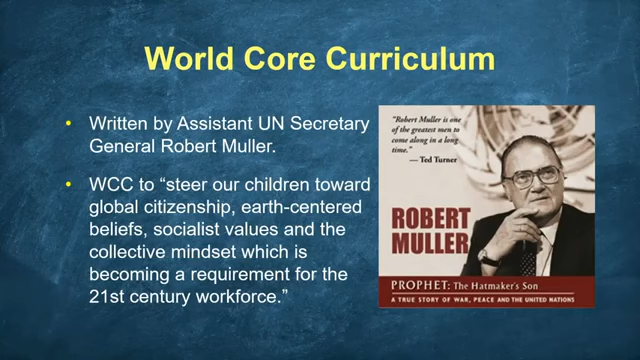 World Core Curriculum
• Written by Assistant UN Secretary
General Robert Muller.
• WCC to “steer our children toward
global citizenship, earth-centered
beliefs, socialist values and the
collective mindset which is
becoming a requirement for the
21st century workforce.”
"Robert Muller is one
of the greatest men to
come along in a long
time."
— Ted Turner
ROBERT
MULLER
PROPHET: The Hatmaker's Son
A TRUE STORY OF WAR, PEACE AND THE UNITED NATIONS